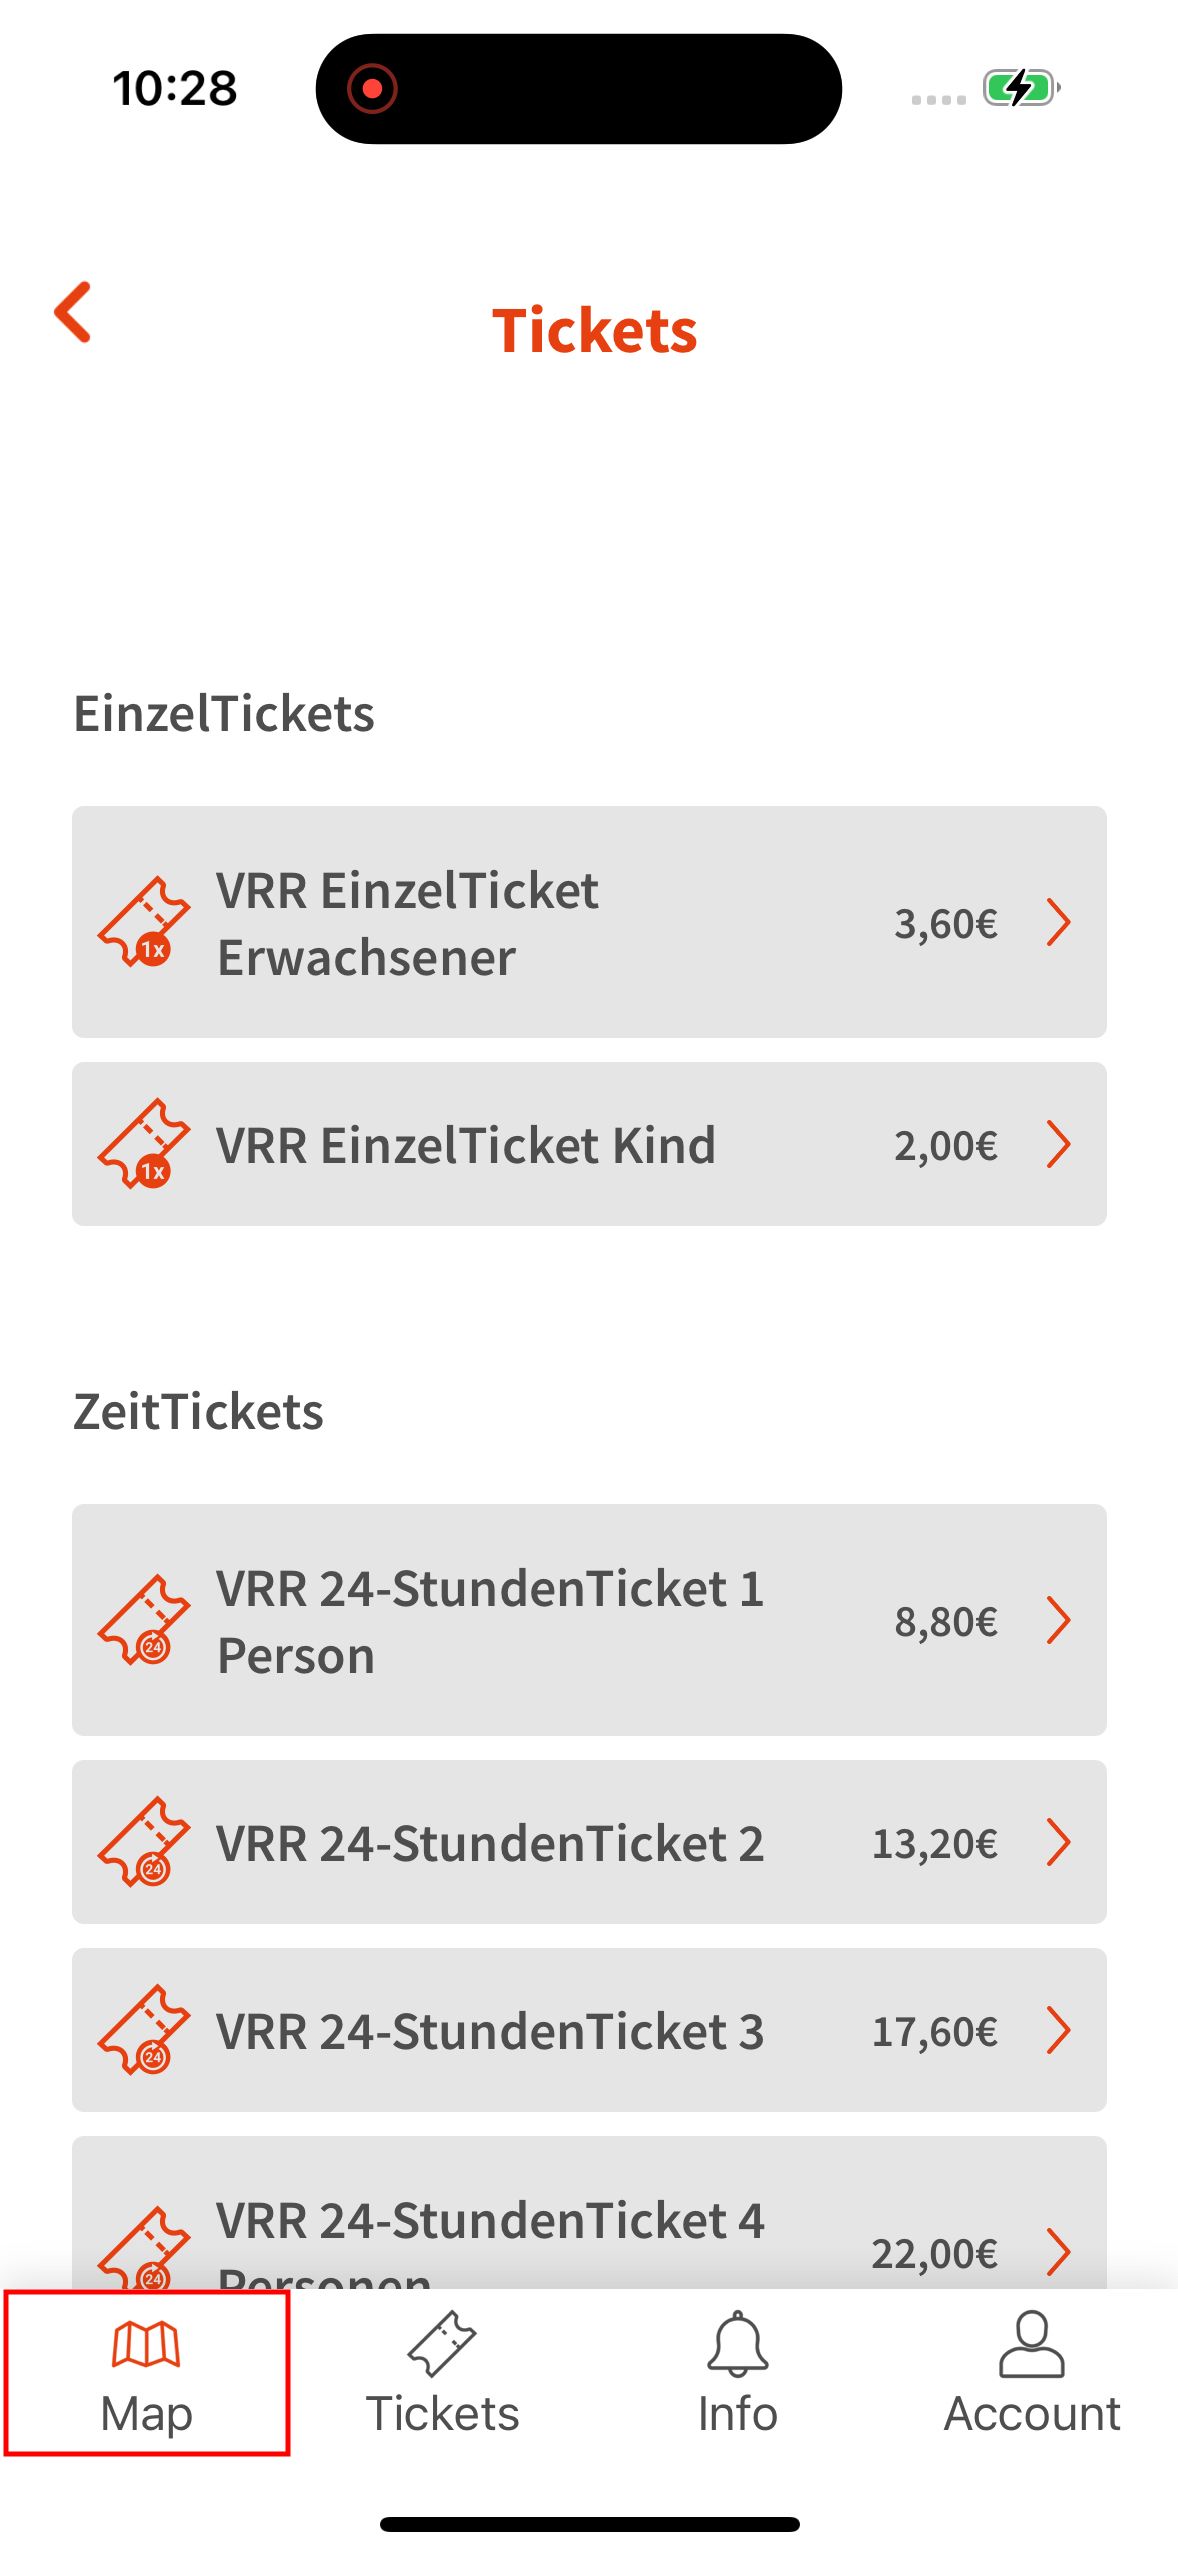 10:28
Tickets
EinzelTickets
VRR EinzelTicket
Erwachsener
3,60€
1x
VRR EinzelTicket Kind
2,00€
1x
ZeitTickets
VRR 24-StundenTicket 1
Person
8,80€
24
VRR 24-StundenTicket 2
13,20€
24
VRR 24-StundenTicket 3
17,60€
24
VRR 24-StundenTicket 4
Personen
22,00€
24
Map
Tickets
Info
Account